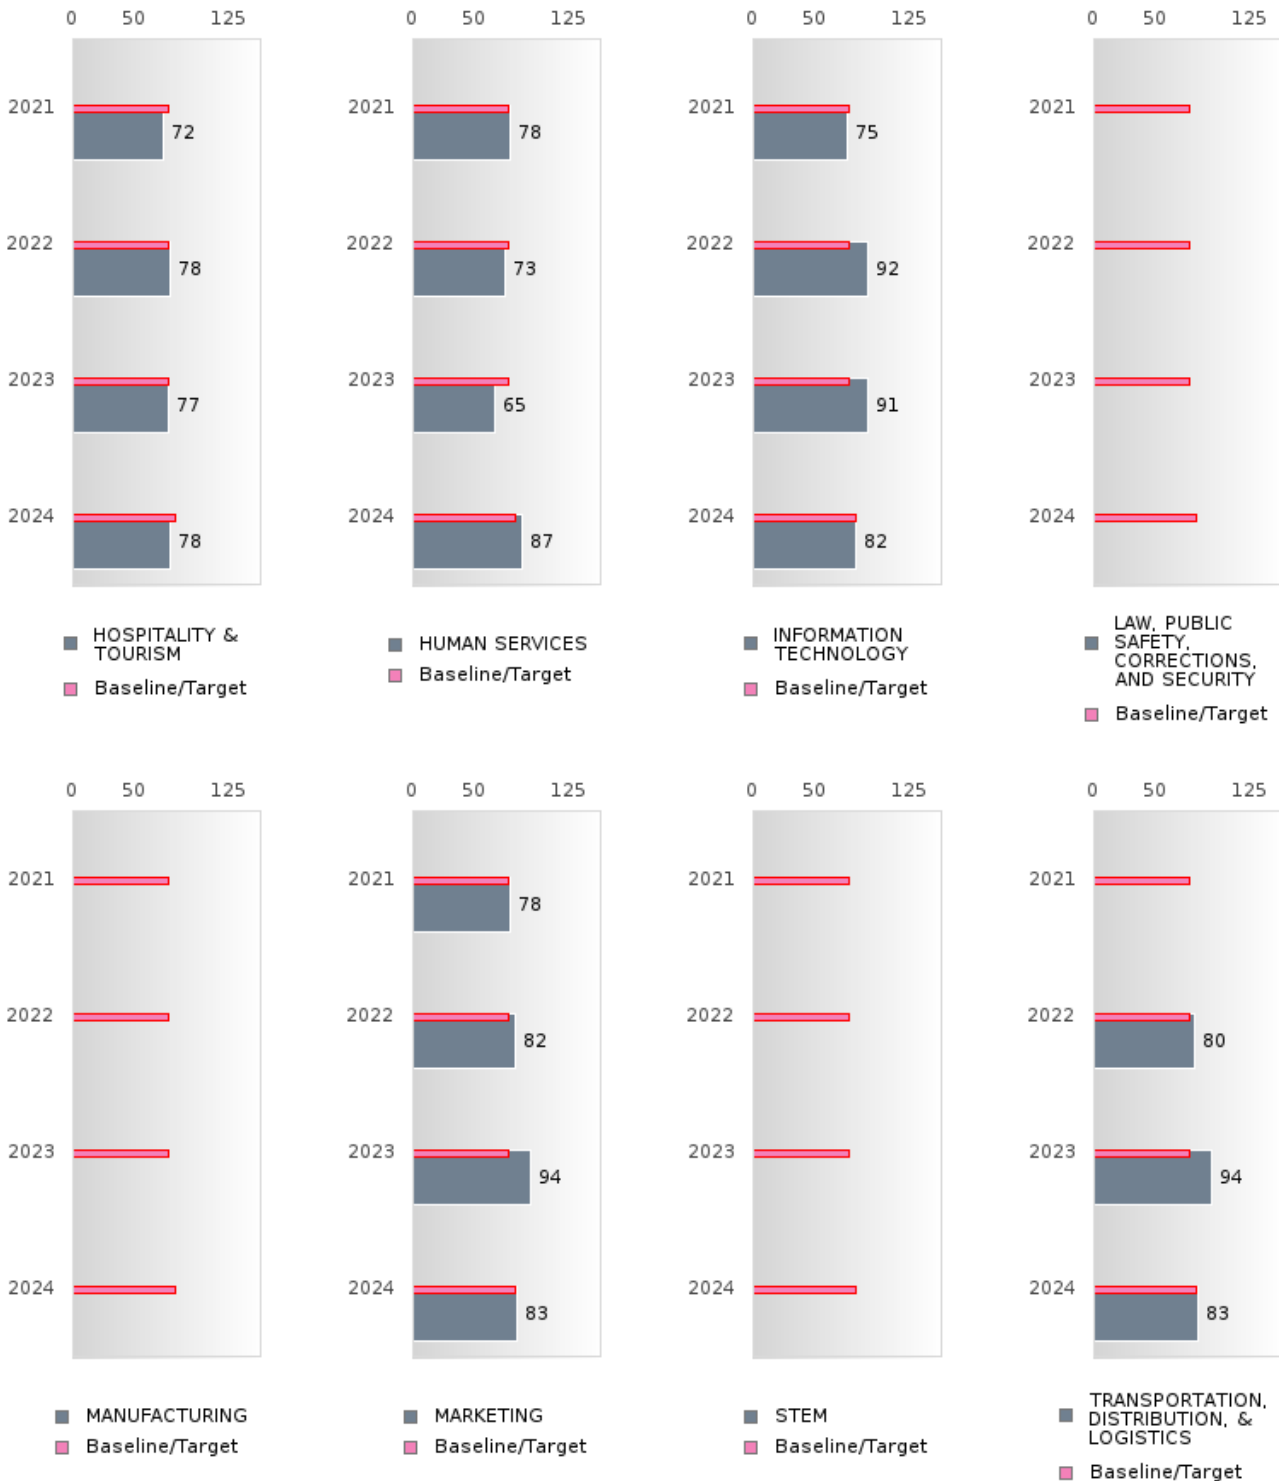 0 50 125
2021
72
2022
78
2023
77
2024
78
HOSPITALITY &
TOURISM
Baseline/Target
0 50 125
2021
78
2022
73
2023
65
2024
87
HUMAN SERVICES
Baseline/Target
0 50 125
2021
75
2022
92
2023
91
2024
82
INFORMATION
TECHNOLOGY
Baseline/Target
0 50 125
2021
2022
2023
2024
LAW, PUBLIC
SAFETY,
CORRECTIONS,
AND SECURITY
Baseline/Target
0 50 125
2021
2022
2023
2024
MANUFACTURING
Baseline/Target
0 50 125
2021
78
2022
82
2023
94
2024
83
MARKETING
Baseline/Target
0 50 125
2021
2022
2023
2024
STEM
Baseline/Target
0 50 125
2021
2022
80
2023
94
2024
83
TRANSPORTATION,
DISTRIBUTION, &
LOGISTICS
Baseline/Target